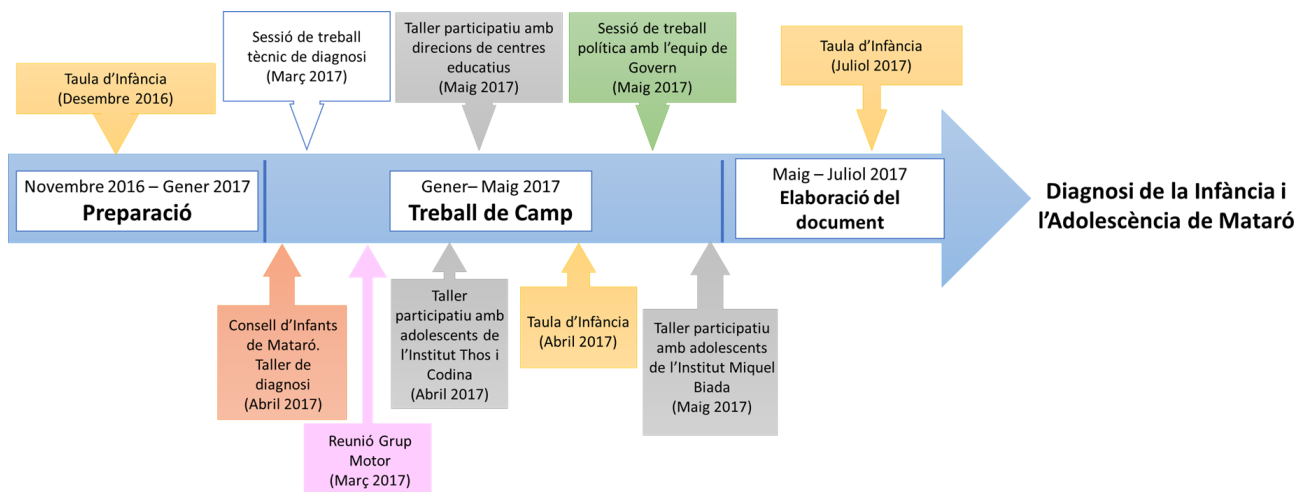 Taula d'Infància
(Desembre 2016)
Sessió de treball
tècnic de diagnosi
(Març 2017)
Taller participatiu amb
direcions de centres
educatius
(Maig 2017)
Sessió de treball
política amb l'equip de
Govern
(Maig 2017)
Taula d'Infància
(Juliol 2017)
Novembre 2016 – Gener 2017
Preparació
Gener– Maig 2017
Treball de Camp
Maig – Juliol 2017
Elaboració del
document
Diagnosi de la Infància i
l'Adolescència de Mataró
Consell d'Infants
de Mataró.
Taller de
diagnosi
(Abril 2017)
Reunió Grup
Motor
(Març 2017)
Taller
participatiu amb
adolescents de
l'Institut Thos i
Codina
(Abril 2017)
Taula d'Infància
(Abril 2017)
Taller participatiu
amb adolescents
de l'Institut Miquel
Biada
(Maig 2017)